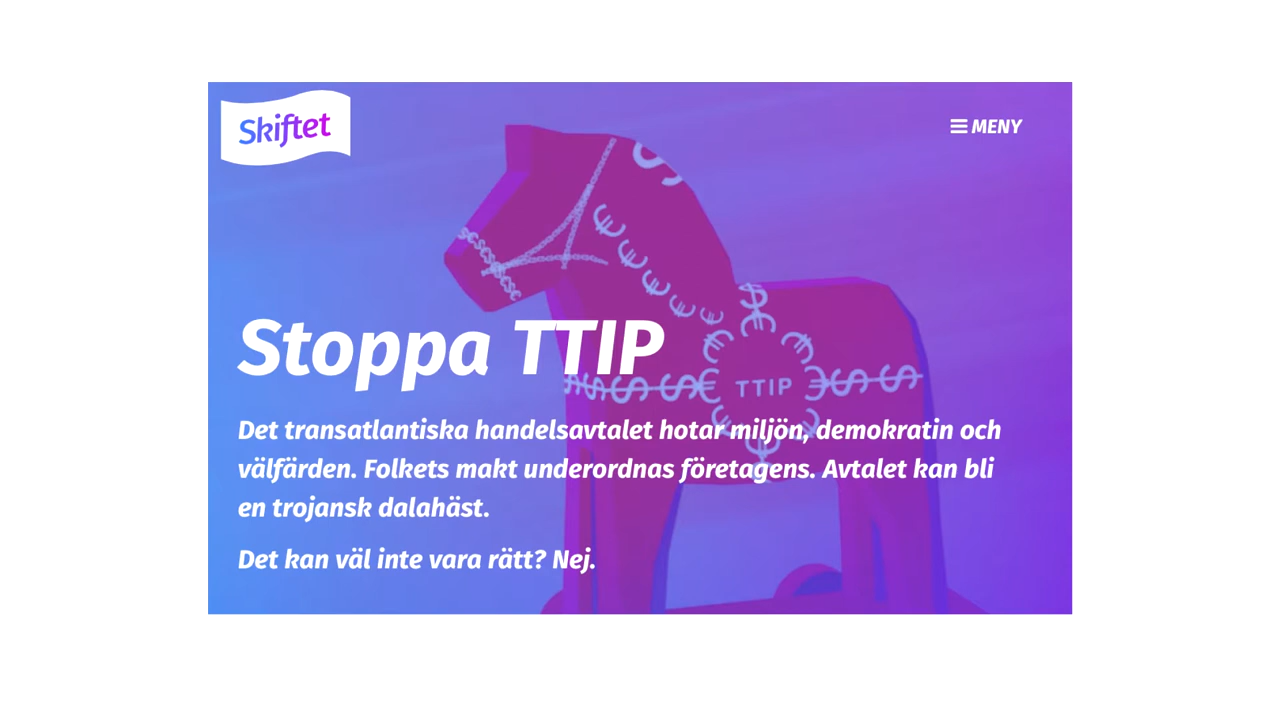 Skiftet
MENY
Stoppa TTIP
TTIP
Det transatlantiska handelsavtalet hotar miljön, demokratin och
välfärden. Folkets makt underordnas företagens. Avtalet kan bli
en trojansk dalahäst.
Det kan väl inte vara rätt? Nej.